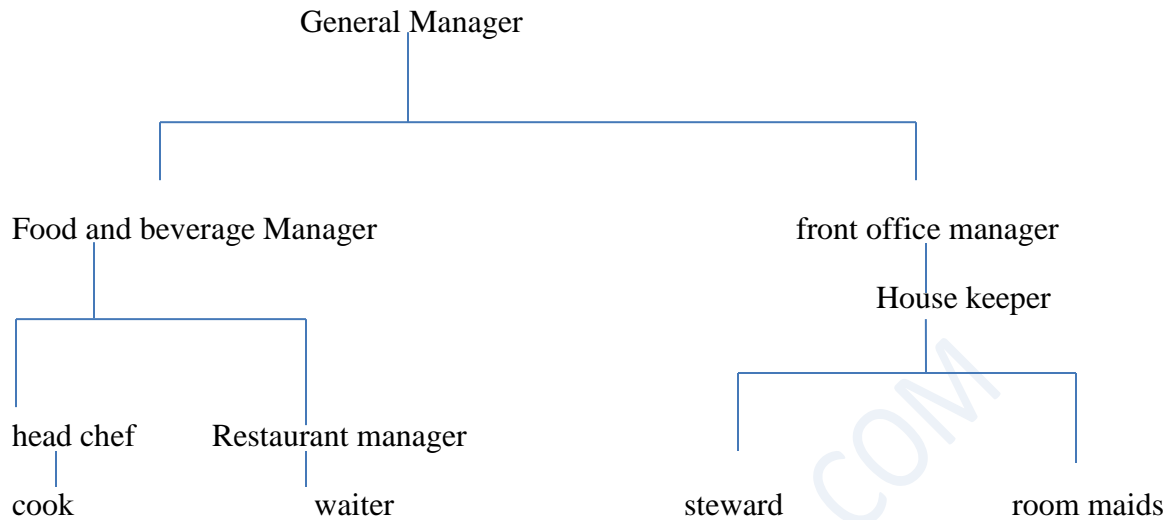 General Manager
Food and beverage Manager front office manager
House keeper
head chef Restaurant manager
cook waiter steward room maids
COM